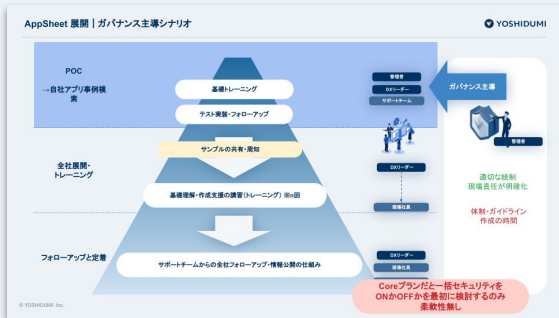 AppSheet 展開 | ガバナンス主導シナリオ
YOSHIDUMI
POC
→自社アプリ事例模
索
基礎トレーニング
テスト実装・フォローアップ
管理者
DXリーダー
サポートチーム
ガバナンス主導
管理者
サンプルの共有・周知
全社展開・
トレーニング
DXリーダー
適切な統制
現場責任が明確化
基礎理解・作成支援の講習(トレーニング) ※n回
現場社員
体制・ガイドライン
作成の時間
フォローアップと定着
サポートチームからの全社フォローアップ・情報公開の仕組み
DXリーダー
現場社員
Coreプランだと一括セキュリティを
ONかOFFかを最初に検討するのみ
柔軟性無し
© YOSHIDUMI Inc.